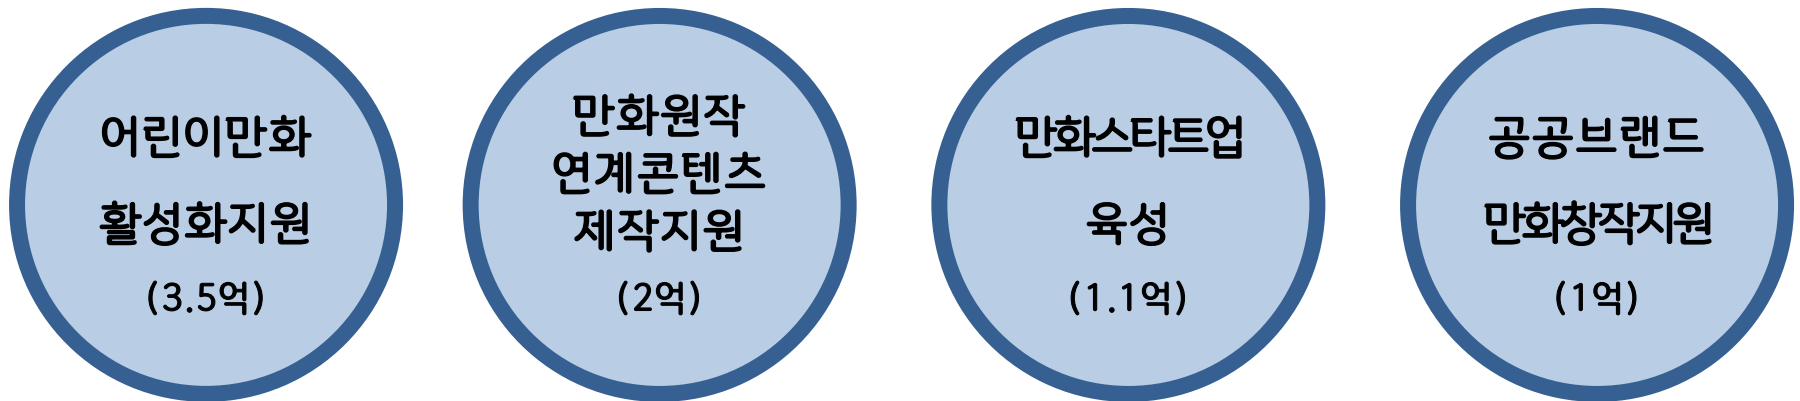 어린이만화
활성화지원
(3.5억)
만화원작
연계콘텐츠
제작지원
(2억)
만화스타트업
육성
(1.1억)
공공브랜드
만화창작지원
(1억)